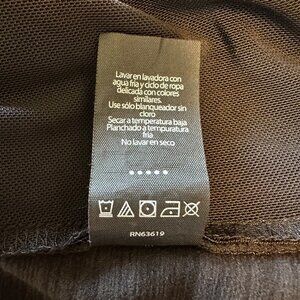 Lavar en lavadora con
agua fría y ciclo de ropa
delicada con colores
similares.
Use sólo blanqueador sin
cloro
Secar a temperatura baja
Planchado a tempuratura
fría
No lavar en seco
RN63619